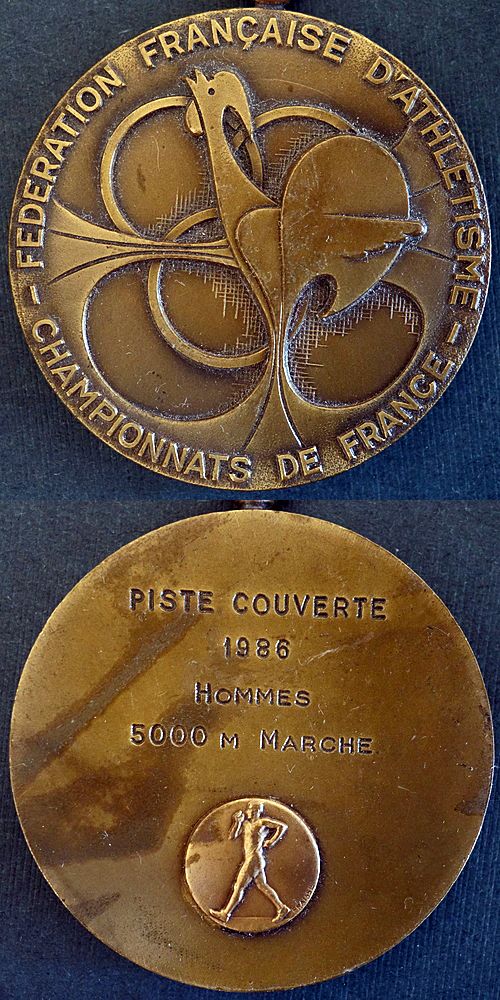 FEDERATION FRANÇAISE D'ATHLETISME
- CHAMPIONNATS DE FRANCE -
PISTE COUVERTE
1986
HOMMES
5000 M MARCHE